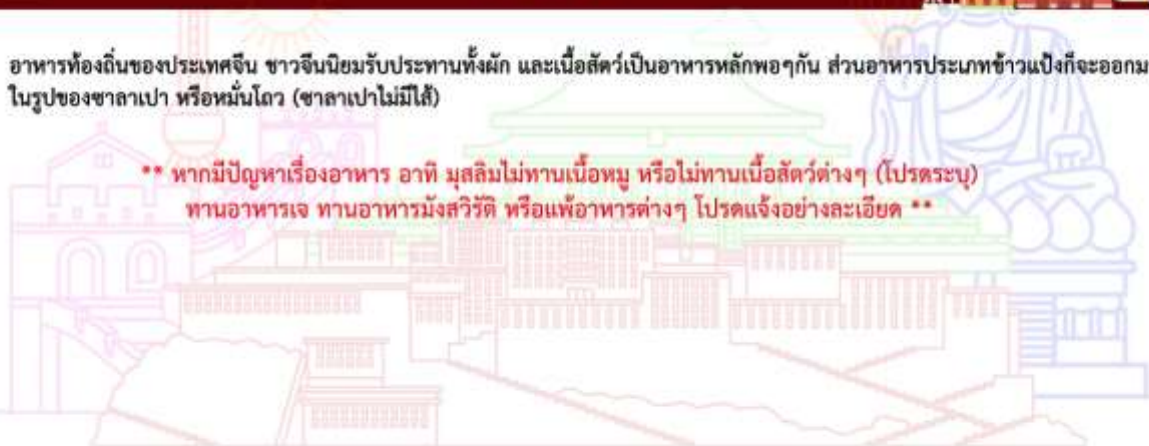 อาหารท้องถิ่นของประเทศจีน ชาวจีนนิยมรับประทานทั้งผัก และเนื้อสัตว์เป็นอาหารหลักพอๆกัน ส่วนอาหารประเภทข้าวแป้งก็จะออกม
ในรูปของซาลาเปา หรือหมั่นโถว (ซาลาเปาไม่มีไส้)
** หากมีปัญหาเรื่องอาหาร อาทิ มุสลิมไม่ทานเนื้อหมู หรือไม่ทานเนื้อสัตว์ต่างๆ (โปรดระบุ)
ทานอาหารเจ ทานอาหารมังสวิรัติ หรือแพ้อาหารต่างๆ โปรดแจ้งอย่างละเอียด **